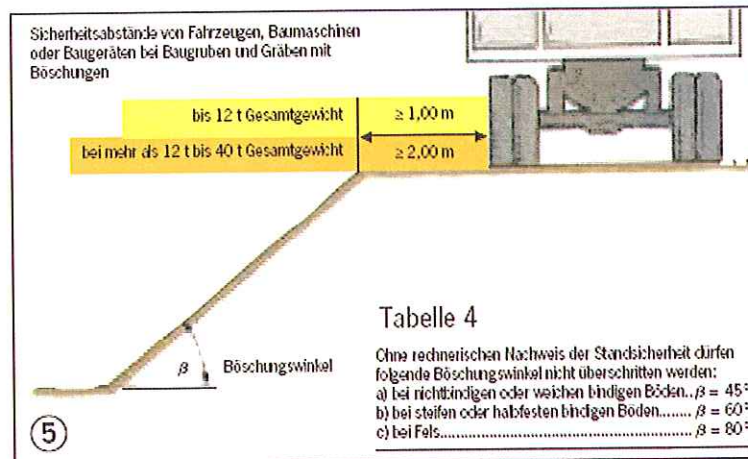 Sicherheitsabstände von Fahrzeugen, Baumaschinen
oder Baugeräten bei Baugruben und Gräben mit
Böschungen
bis 12 t Gesamtgewicht ≥ 1,00 m
bei mehr als 12 t bis 40 t Gesamtgewicht ≥ 2,00 m
β Böschungswinkel
Tabelle 4
Ohne rechnerischen Nachweis der Standsicherheit dürfen
folgende Böschungswinkel nicht überschritten werden:
a) bei nichtbindigen oder weichen bindigen Böden..β = 45°
b) bei steifen oder halbfesten bindigen Böden........β = 60°
c) bei Fels........................................................β = 80°
5